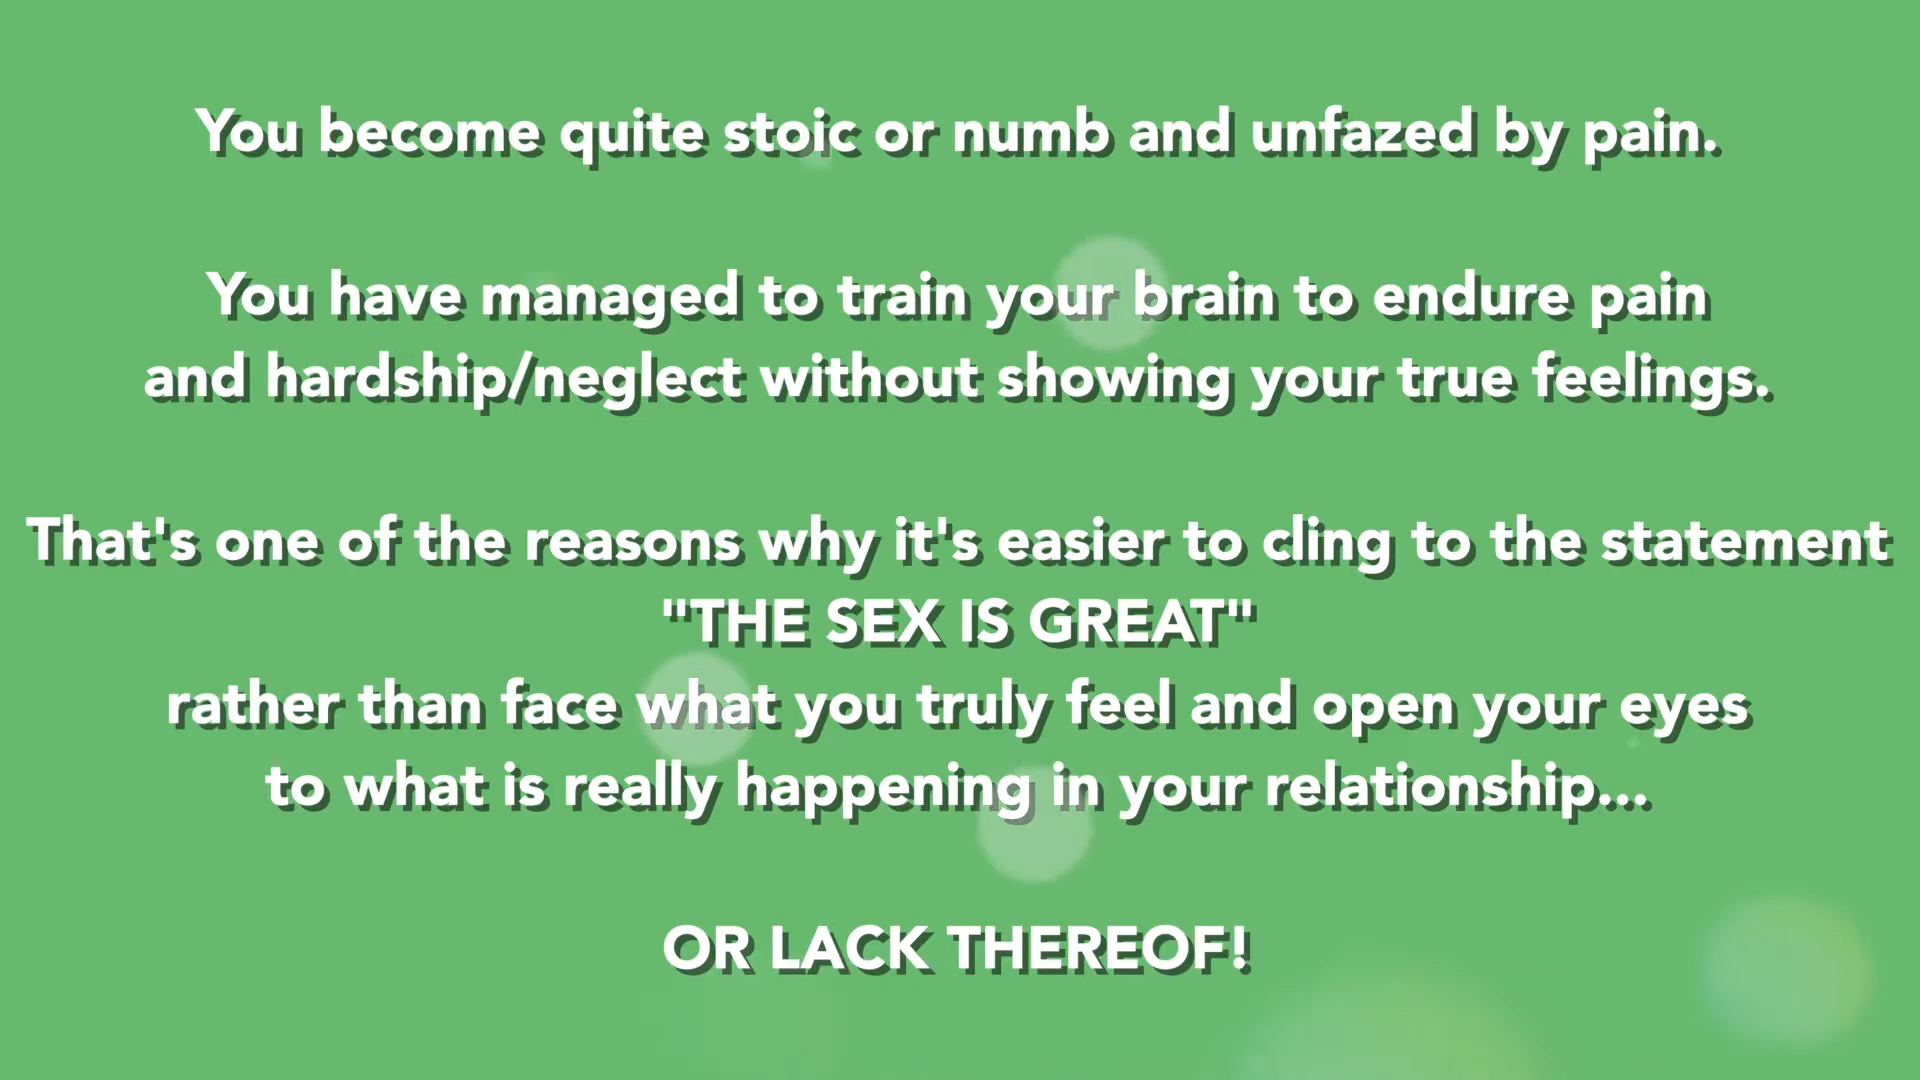 You become quite stoic or numb and unfazed by pain.
You have managed to train your brain to endure pain
and hardship/neglect without showing your true feelings.
That's one of the reasons why it's easier to cling to the statement
"THE SEX IS GREAT"
rather than face what you truly feel and open your eyes
to what is really happening in your relationship...
OR LACK THEREOF!